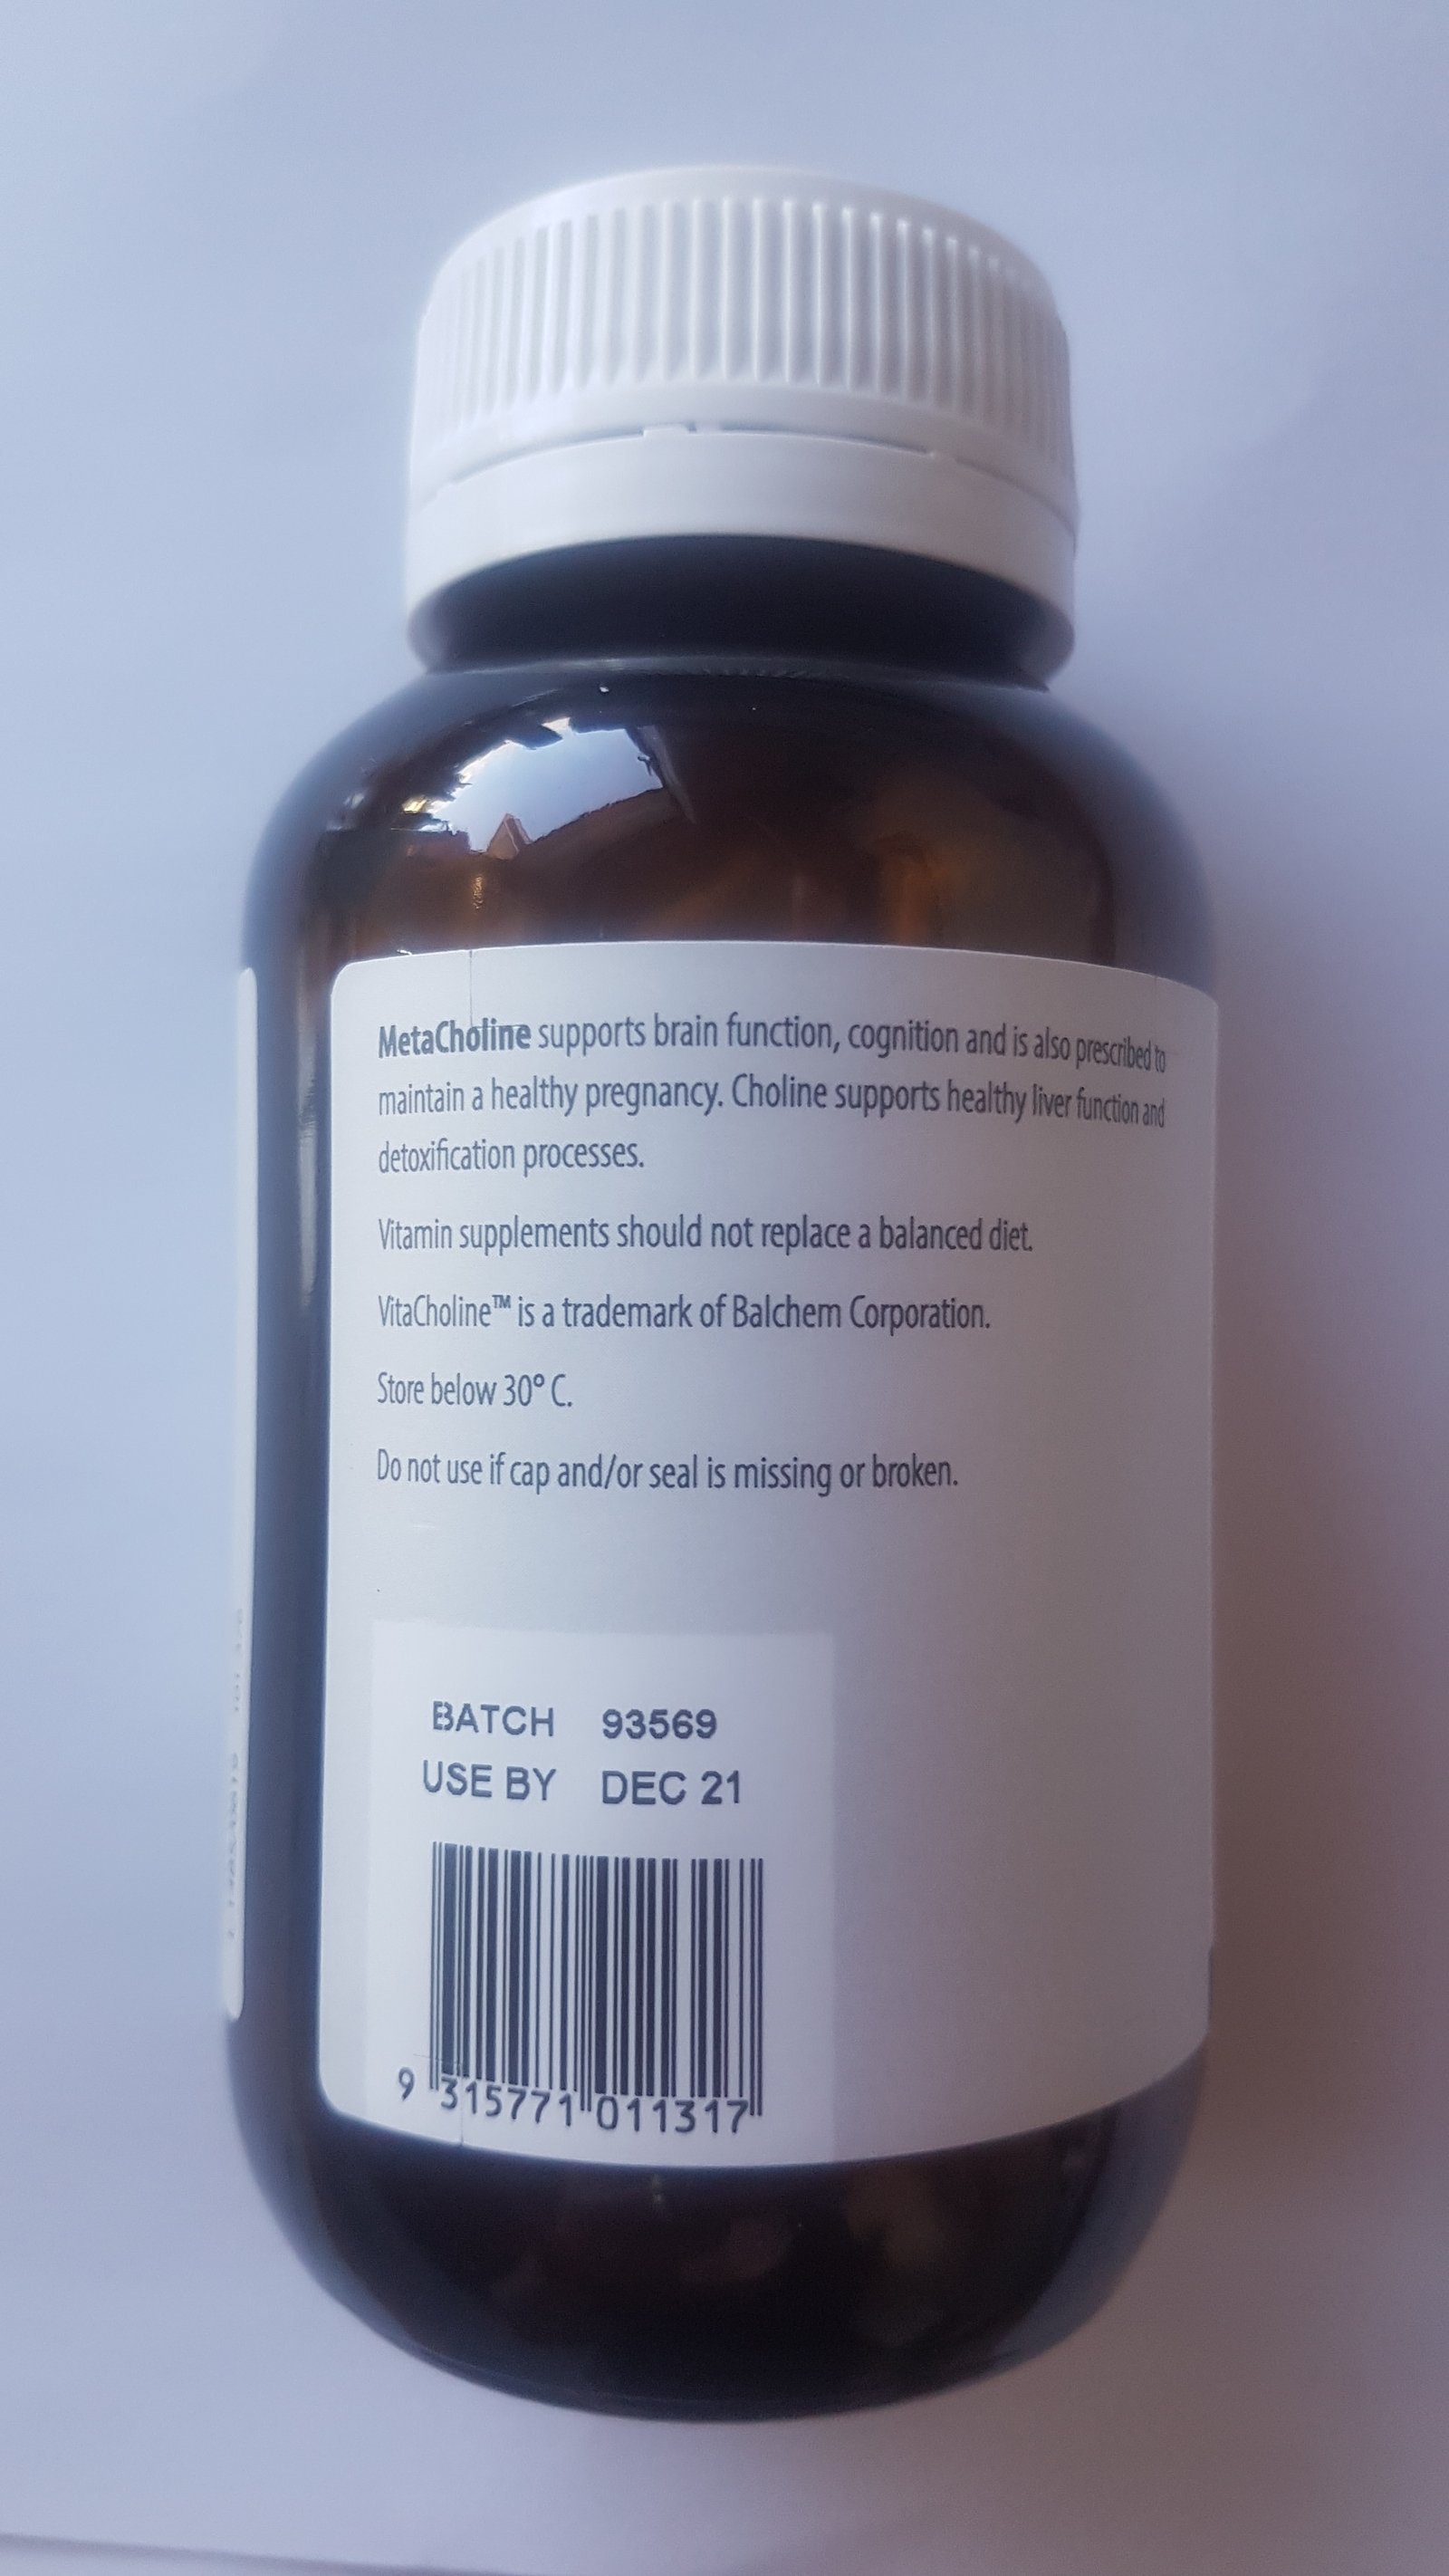 MetaCholine supports brain function, cognition and is also prescribed to
maintain a healthy pregnancy. Choline supports healthy liver function and
detoxification processes.
Vitamin supplements should not replace a balanced diet.
VitaCholine™ is a trademark of Balchem Corporation.
Store below 30° C.
Do not use if cap and/or seal is missing or broken.
BATCH 93569
USE BY DEC 21
9 315771 011317